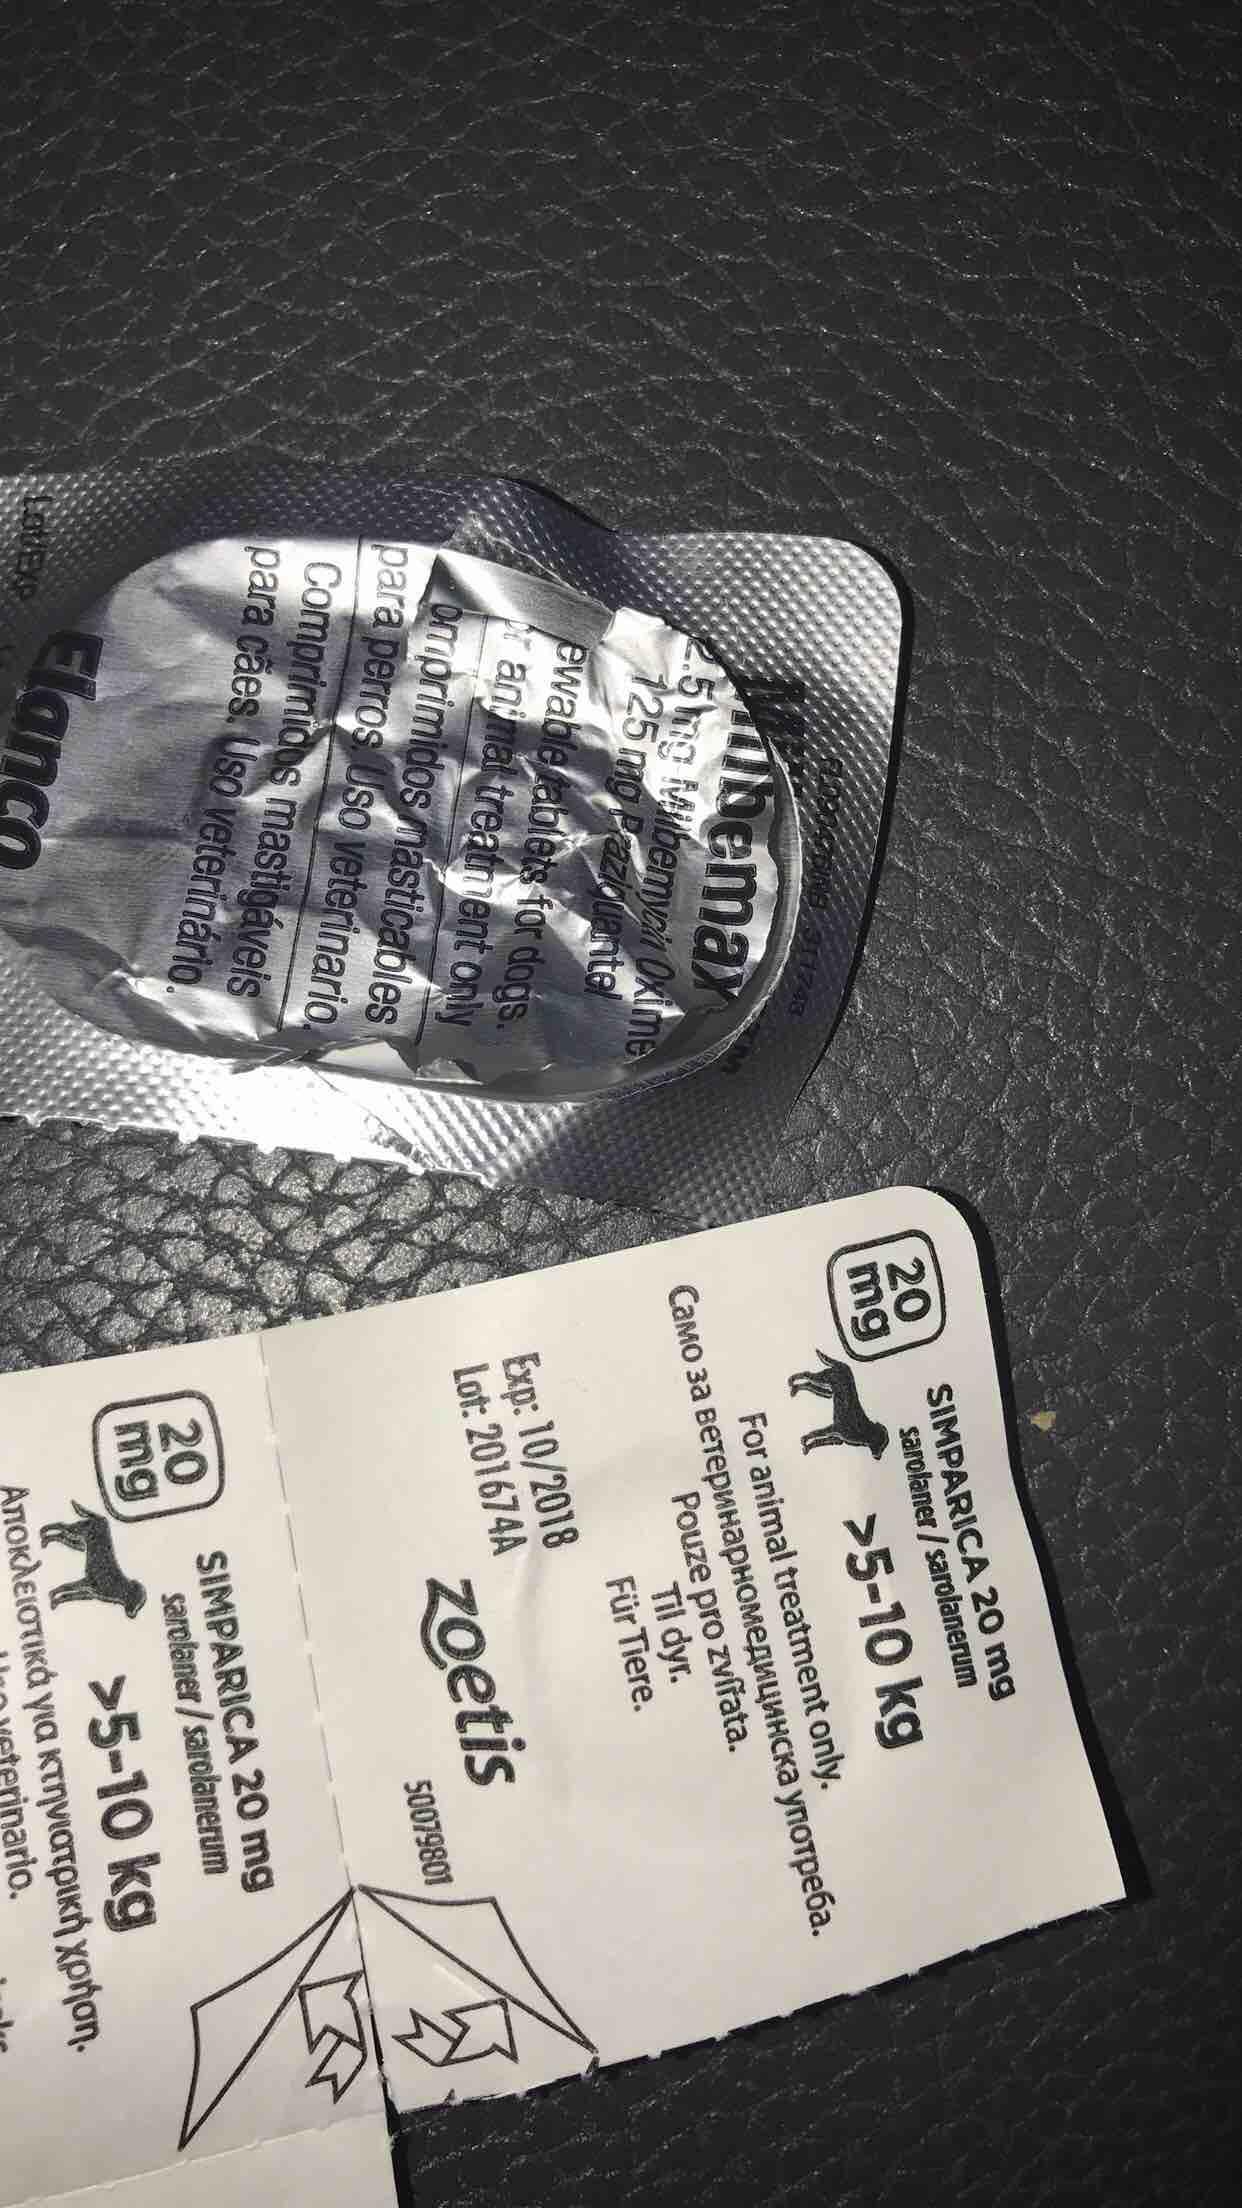 Milbemax
2.5 mg Milbemycin Oxime
125 mg Praziquantel
ewable tablets for dogs.
animal treatment only
omprimidos masticables
para perros. Uso veterinario.
Comprimidos mastigáveis
para cães. Uso veterinário.
Elanco
Lot/Exp
20
mg
SIMPARICA 20 mg
sarolaner / sarolanerum
>5-10 kg
For animal treatment only.
Само за ветеринарномедицинска употреба.
Pouze pro zvířata.
Til dyr.
Für Tiere.
Exp: 10/2018
Lot: 201674A
zoetis
50079801
20
mg
SIMPARICA 20 mg
sarolaner / sarolanerum
>5-10 kg
Αποκλειστικά για κτηνιατρική χρήση.
veterinario.